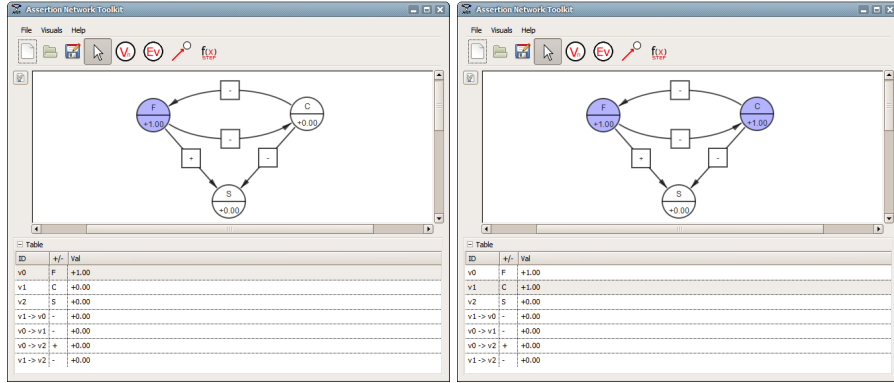 Assertion Network Toolkit
File Visuals Help
Vn Ev f(x) STEP
-
F +1.00
C +0.00
-
+ -
S
+0.00
Table
ID +/- Val
v0 F +1.00
v1 C +0.00
v2 S +0.00
v1 -> v0 - +0.00
v0 -> v1 - +0.00
v0 -> v2 + +0.00
v1 -> v2 - +0.00
Assertion Network Toolkit
File Visuals Help
Vn Ev f(x) STEP
-
F +1.00
C +1.00
-
+ -
S
+0.00
Table
ID +/- Val
v0 F +1.00
v1 C +1.00
v2 S +0.00
v1 -> v0 - +0.00
v0 -> v1 - +0.00
v0 -> v2 + +0.00
v1 -> v2 - +0.00